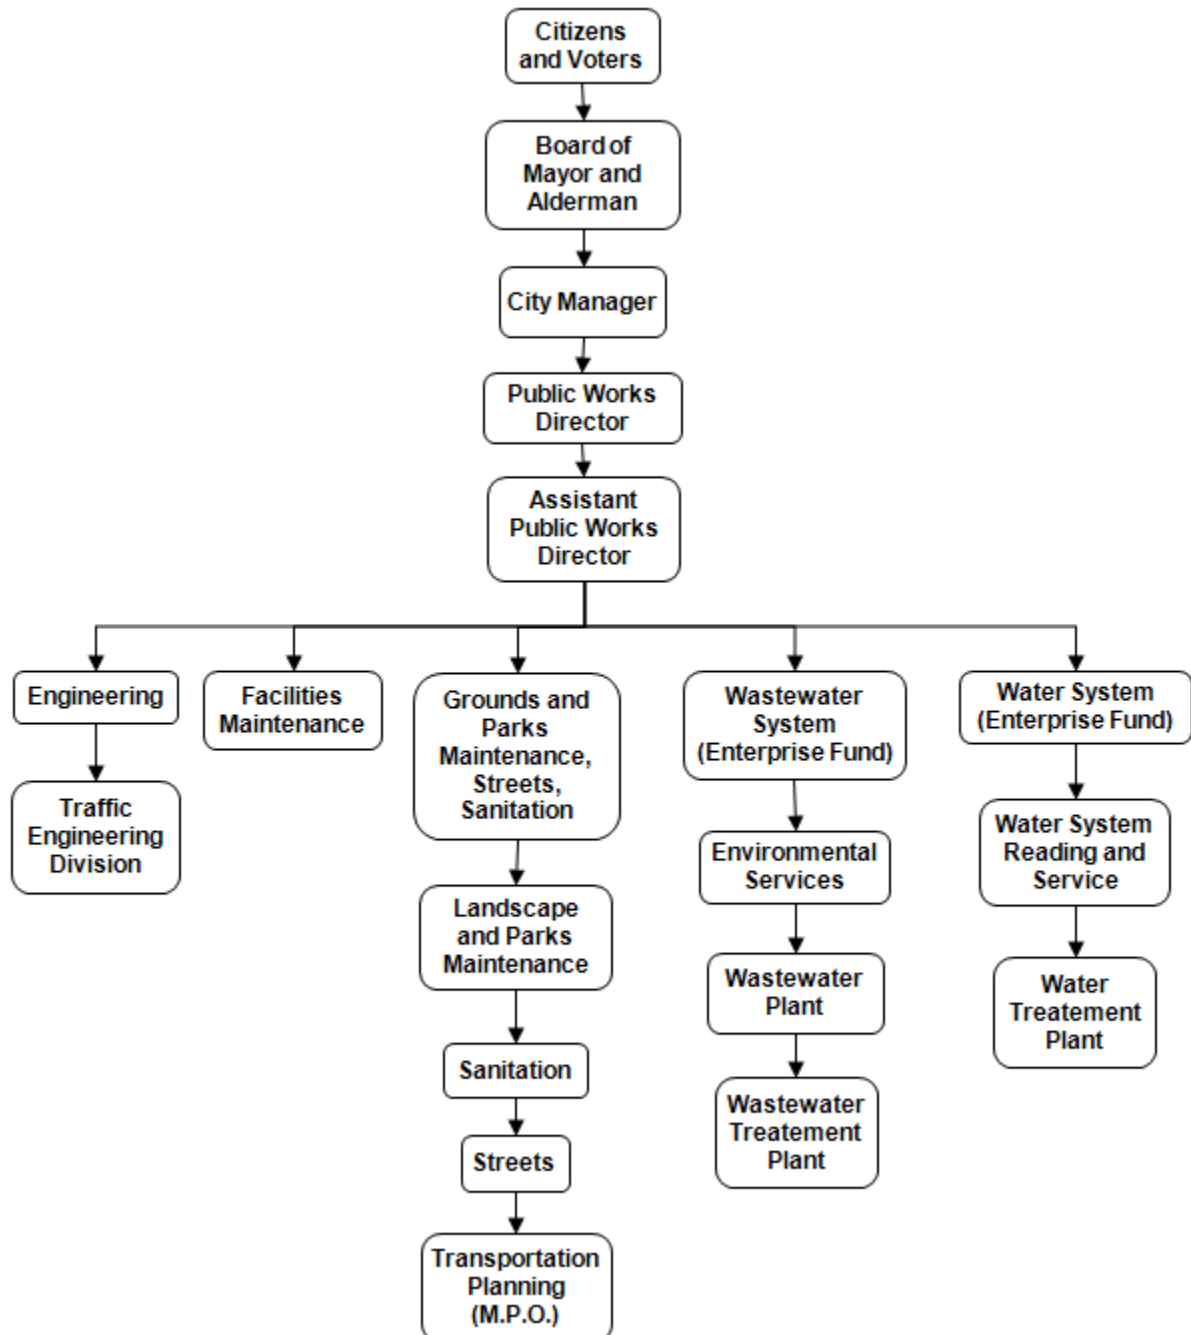 Citizens
and Voters
Board of
Mayor and
Alderman
City Manager
Public Works
Director
Assistant
Public Works
Director
Engineering
Traffic
Engineering
Division
Facilities
Maintenance
Grounds and
Parks
Maintenance,
Streets,
Sanitation
Landscape
and Parks
Maintenance
Sanitation
Streets
Transportation
Planning
(M.P.O.)
Wastewater
System
(Enterprise Fund)
Environmental
Services
Wastewater
Plant
Wastewater
Treatement
Plant
Water System
(Enterprise Fund)
Water System
Reading and
Service
Water
Treatement
Plant